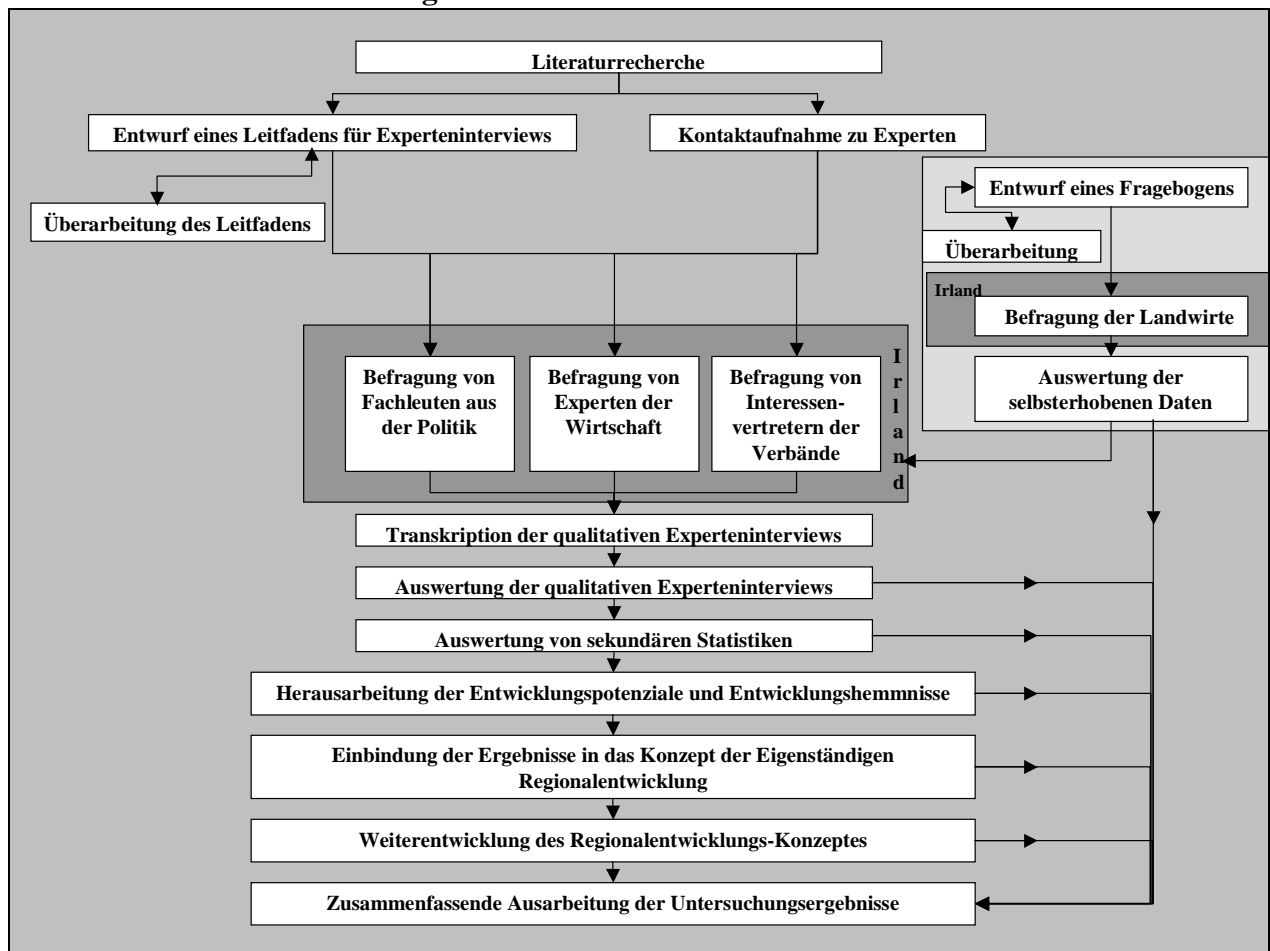 Literaturrecherche
Entwurf eines Leitfadens für Experteninterviews
Kontaktaufnahme zu Experten
Überarbeitung des Leitfadens
Entwurf eines Fragebogens
Überarbeitung
Irland
Befragung der Landwirte
Auswertung der
selbsterhobenen Daten
Befragung von
Fachleuten aus
der Politik
Befragung von
Experten der
Wirtschaft
Befragung von
Interessen-
vertretern der
Verbände
I
r
l
a
n
d
Transkription der qualitativen Experteninterviews
Auswertung der qualitativen Experteninterviews
Auswertung von sekundären Statistiken
Herausarbeitung der Entwicklungspotenziale und Entwicklungshemmnisse
Einbindung der Ergebnisse in das Konzept der Eigenständigen
Regionalentwicklung
Weiterentwicklung des Regionalentwicklungs-Konzeptes
Zusammenfassende Ausarbeitung der Untersuchungsergebnisse